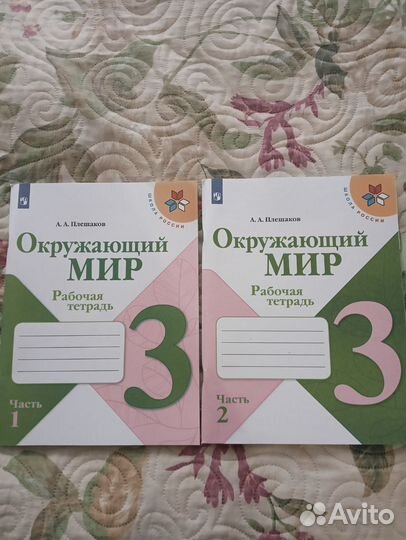 ШКОЛА РОССИИ
А. А. Плешаков
Окружающий
МИР
Рабочая
тетрадь
3
Часть
1
ШКОЛА РОССИИ
А. А. Плешаков
Окружающий
МИР
Рабочая
тетрадь
3
Часть
2
Avito